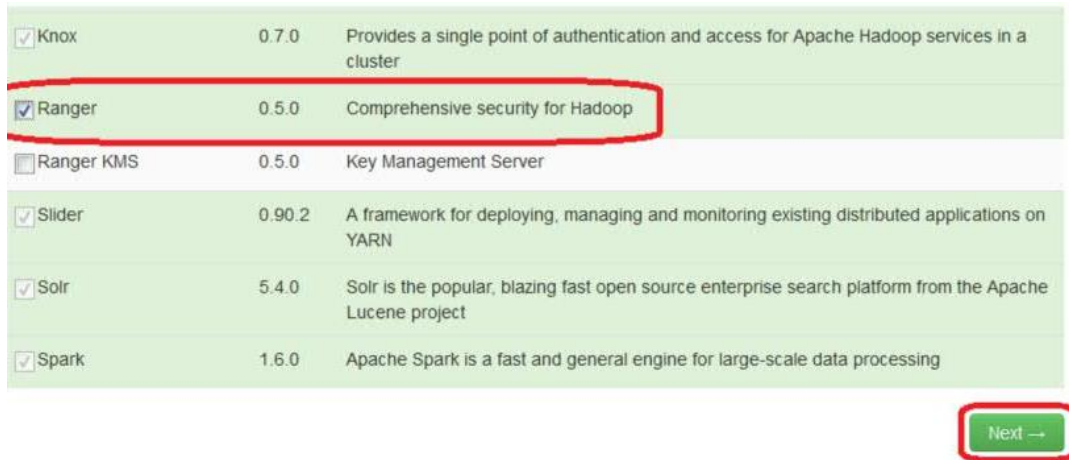 Knox 0.7.0 Provides a single point of authentication and access for Apache Hadoop services in a
cluster
Ranger 0.5.0 Comprehensive security for Hadoop
Ranger KMS 0.5.0 Key Management Server
Slider 0.90.2 A framework for deploying, managing and monitoring existing distributed applications on
YARN
Solr 5.4.0 Solr is the popular, blazing fast open source enterprise search platform from the Apache
Lucene project
Spark 1.6.0 Apache Spark is a fast and general engine for large-scale data processing
Next →